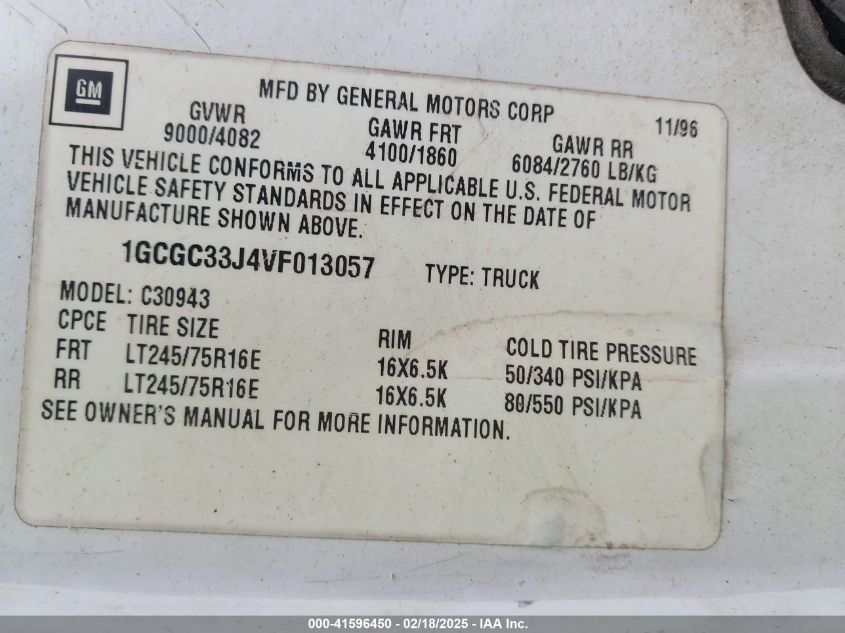 GM
MFD BY GENERAL MOTORS CORP 11/96
GVWR GAWR FRT GAWR RR
9000/4082 4100/1860 6084/2760 LB/KG
THIS VEHICLE CONFORMS TO ALL APPLICABLE U.S. FEDERAL MOTOR
VEHICLE SAFETY STANDARDS IN EFFECT ON THE DATE OF
MANUFACTURE SHOWN ABOVE.
1GCGC33J4VF013057 TYPE: TRUCK
MODEL: C30943
CPCE TIRE SIZE RIM COLD TIRE PRESSURE
FRT LT245/75R16E 16X6.5K 50/340 PSI/KPA
RR LT245/75R16E 16X6.5K 80/550 PSI/KPA
SEE OWNER'S MANUAL FOR MORE INFORMATION.
000-41596450 - 02/18/2025 - IAA Inc.